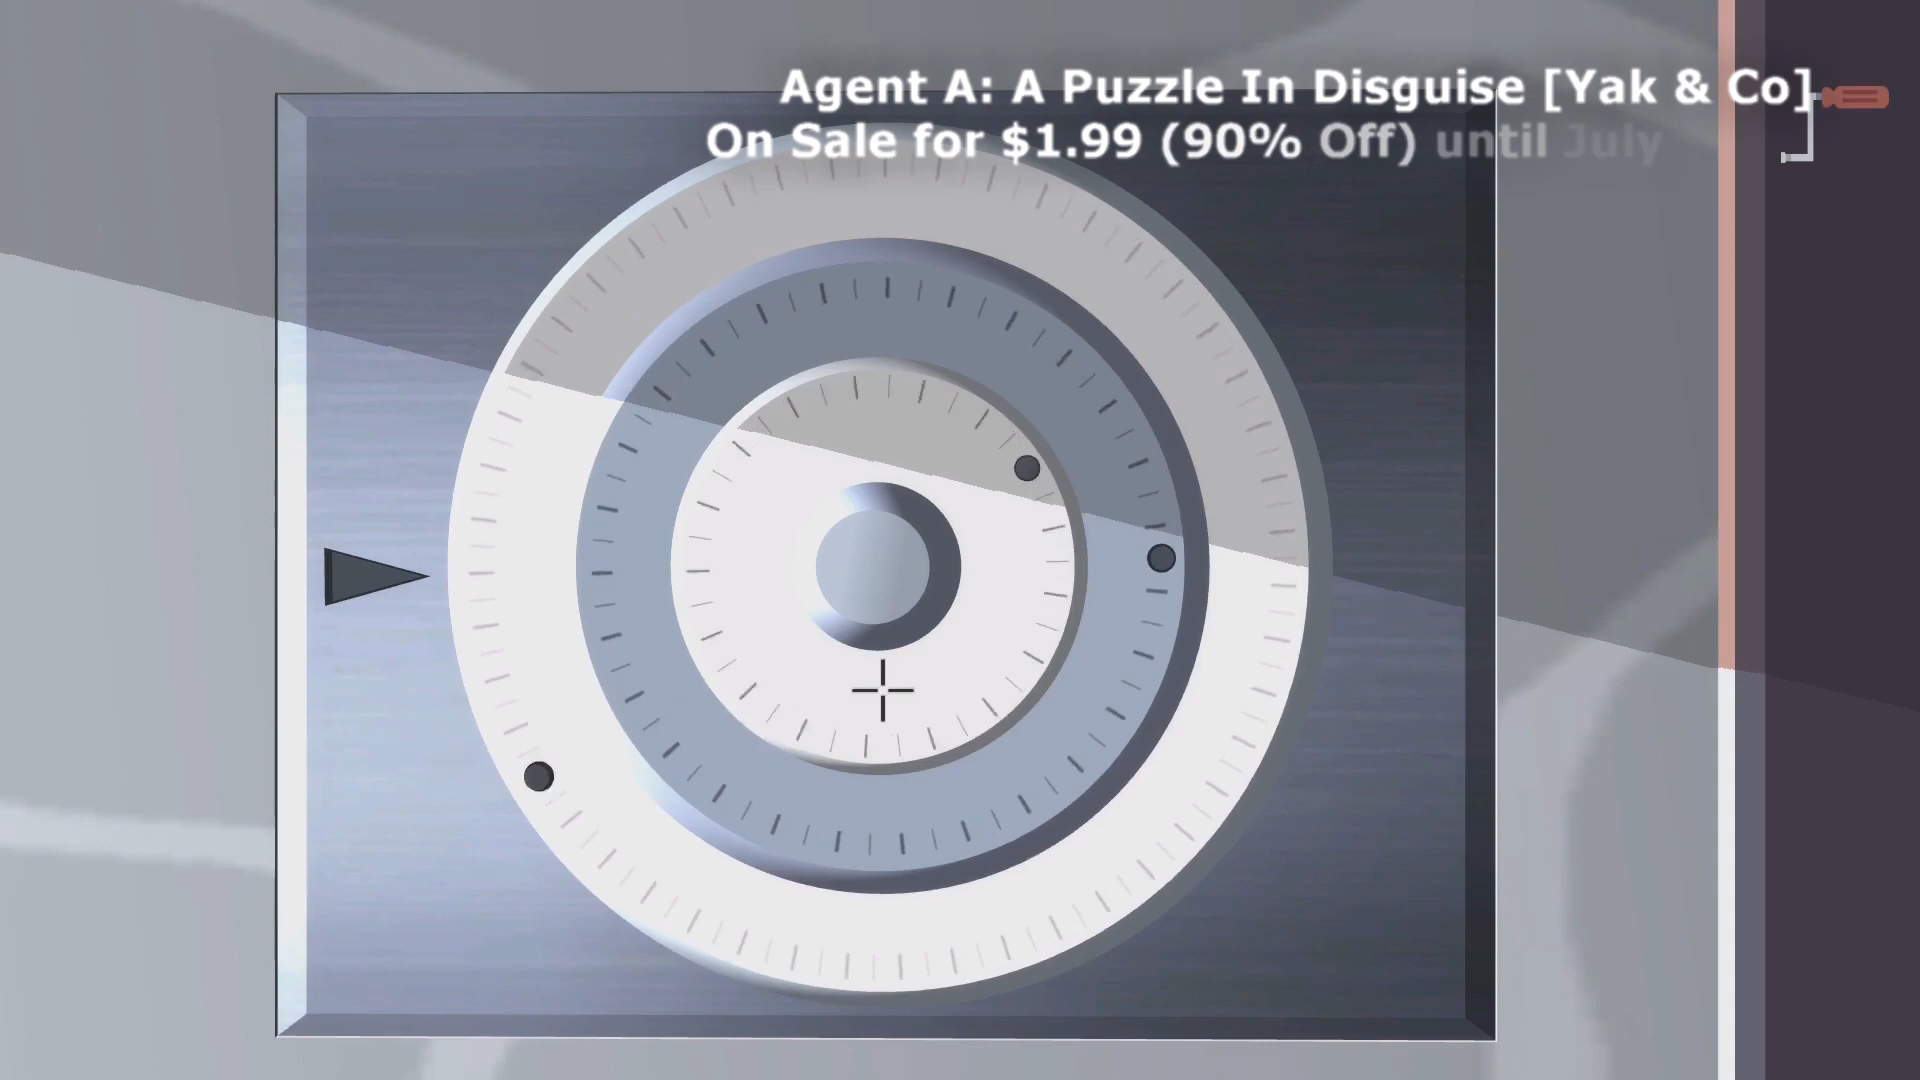 Agent A: A Puzzle In Disguise [Yak & Co]
On Sale for $1.99 (90% Off) until July